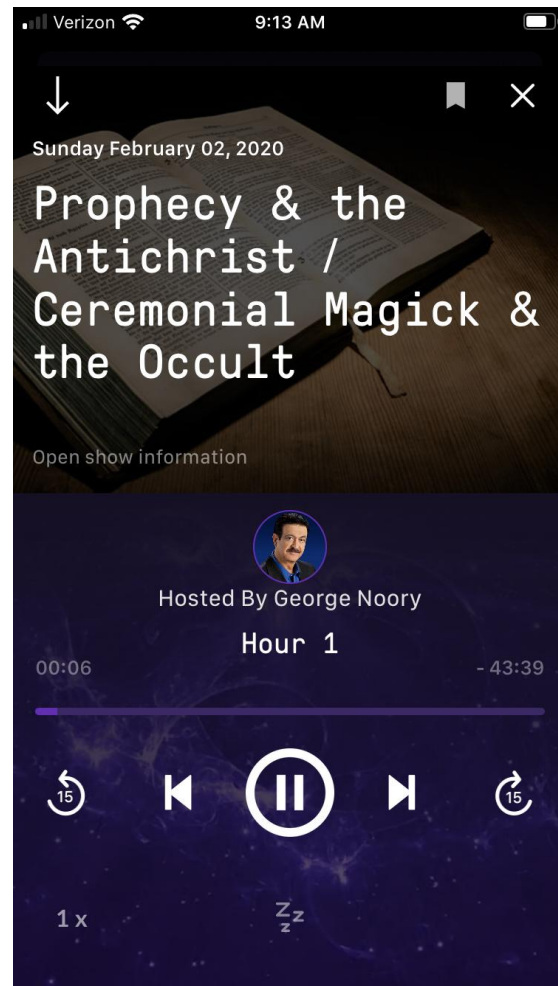 Verizon
9:13 AM
Sunday February 02, 2020
Prophecy & the
Antichrist /
Ceremonial Magick &
the Occult
Open show information
Hosted By George Noory
Hour 1
00:06
- 43:39
15
15
1 x
Zzz